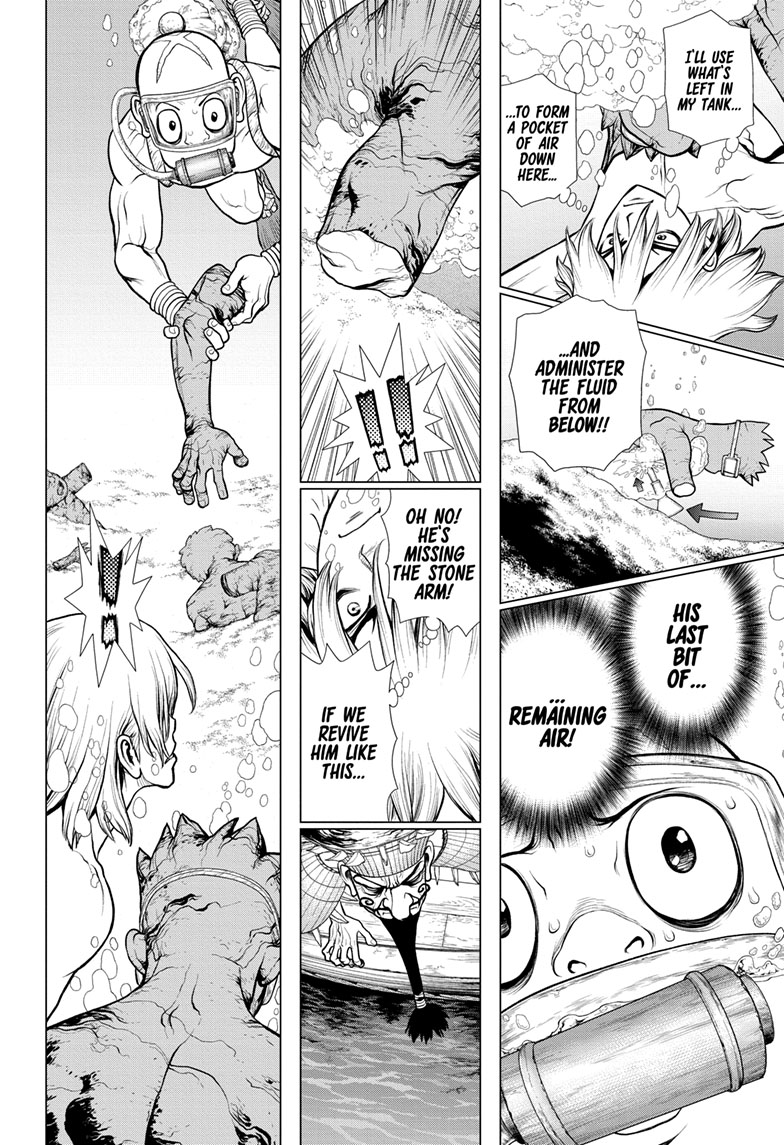 I'LL USE
WHAT'S
LEFT IN
MY TANK...
...TO FORM
A POCKET
OF AIR
DOWN
HERE...
...AND
ADMINISTER
THE FLUID
FROM
BELOW!!
HIS
LAST
BIT
OF...
...
REMAINING
AIR!
!!
OH NO!
HE'S
MISSING
THE STONE
ARM!
IF WE
REVIVE
HIM LIKE
THIS...
!